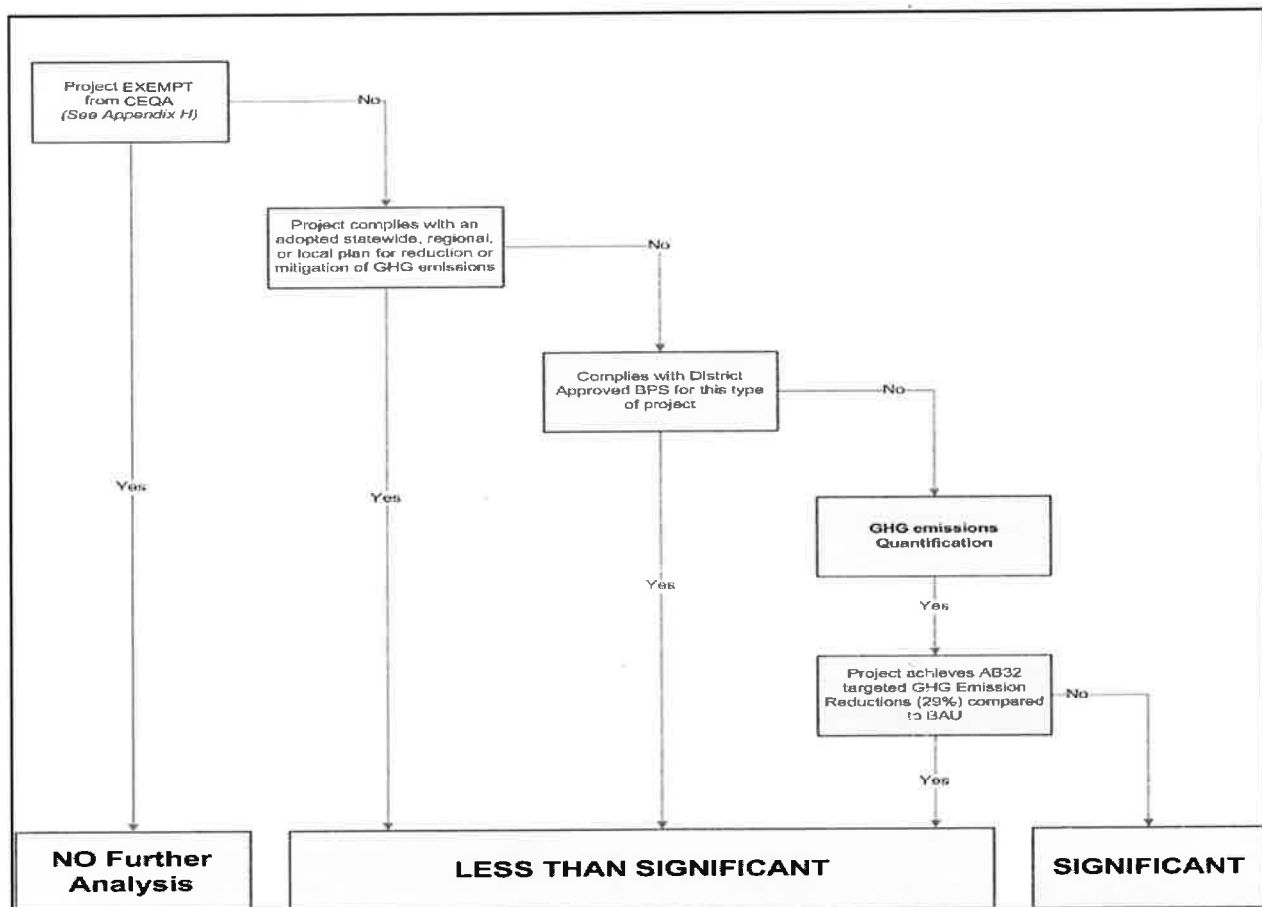 Project EXEMPT
from CEQA
(See Appendix H)
No
Project complies with an
adopted statewide, regional,
or local plan for reduction or
mitigation of GHG emissions
No
Complies with District
Approved BPS for this type
of project
No
Yes
Yes
GHG emissions
Quantification
Yes
Yes
Project achieves AB32
targeted GHG Emission
Reductions (29%) compared
to BAU
No
Yes
NO Further
Analysis
LESS THAN SIGNIFICANT
SIGNIFICANT